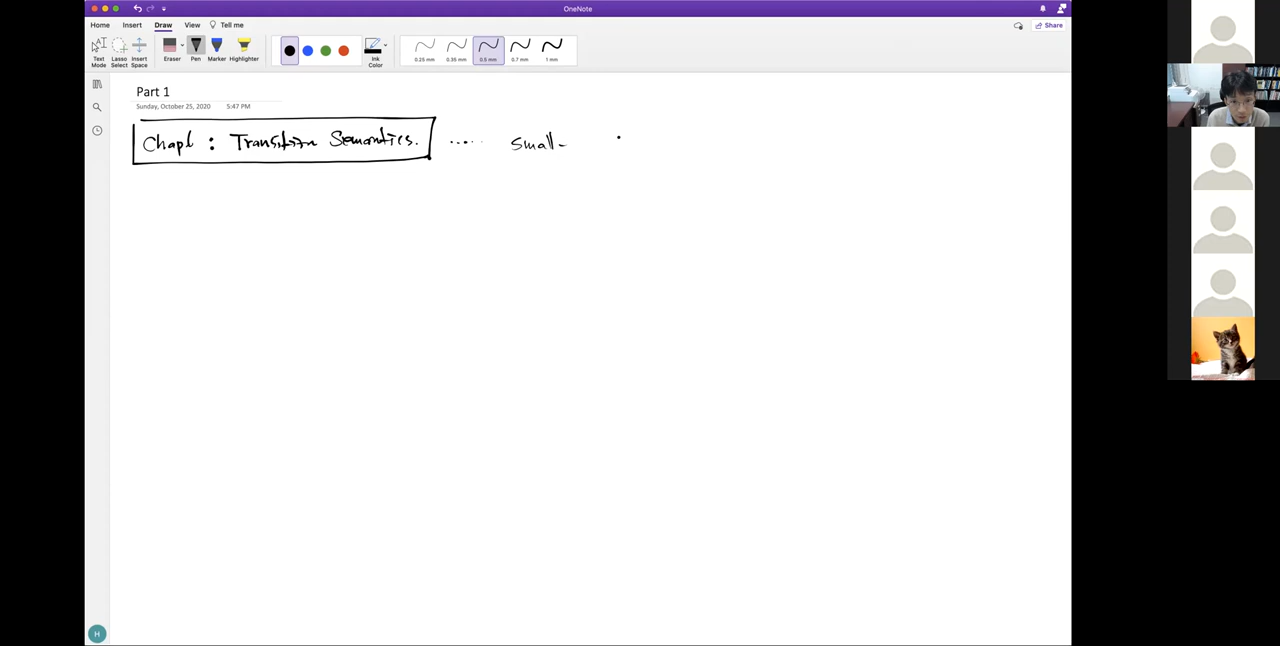 OneNote
Home Insert Draw View Tell me
Share
Text Mode
Lasso Select
Insert Space
Eraser
Pen
Marker
Highlighter
Ink Color
0.25 mm
0.35 mm
0.5 mm
0.7 mm
1 mm
Part 1
Sunday, October 25, 2020 5:47 PM
Chap1 : Transition Semantics. ..... small-
H